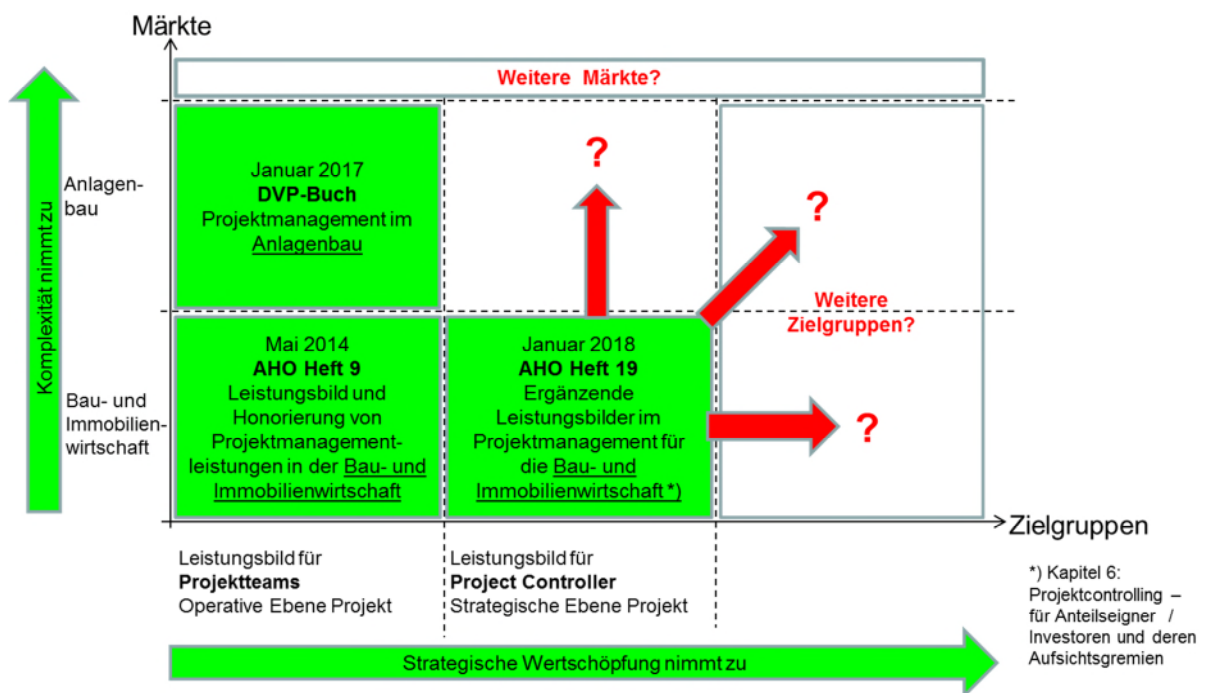 Märkte
Weitere Märkte?
Komplexität nimmt zu
Anlagen-
bau
Januar 2017
DVP-Buch
Projektmanagement im
Anlagenbau
?
?
Weitere
Zielgruppen?
Bau- und
Immobilien-
wirtschaft
Mai 2014
AHO Heft 9
Leistungsbild und
Honorierung von
Projektmanagement-
leistungen in der Bau- und
Immobilienwirtschaft
Januar 2018
AHO Heft 19
Ergänzende
Leistungsbilder im
Projektmanagement für
die Bau- und
Immobilienwirtschaft *)
?
Zielgruppen
Leistungsbild für
Projektteams
Operative Ebene Projekt
Leistungsbild für
Project Controller
Strategische Ebene Projekt
*) Kapitel 6:
Projektcontrolling –
für Anteilseigner /
Investoren und deren
Aufsichtsgremien
Strategische Wertschöpfung nimmt zu